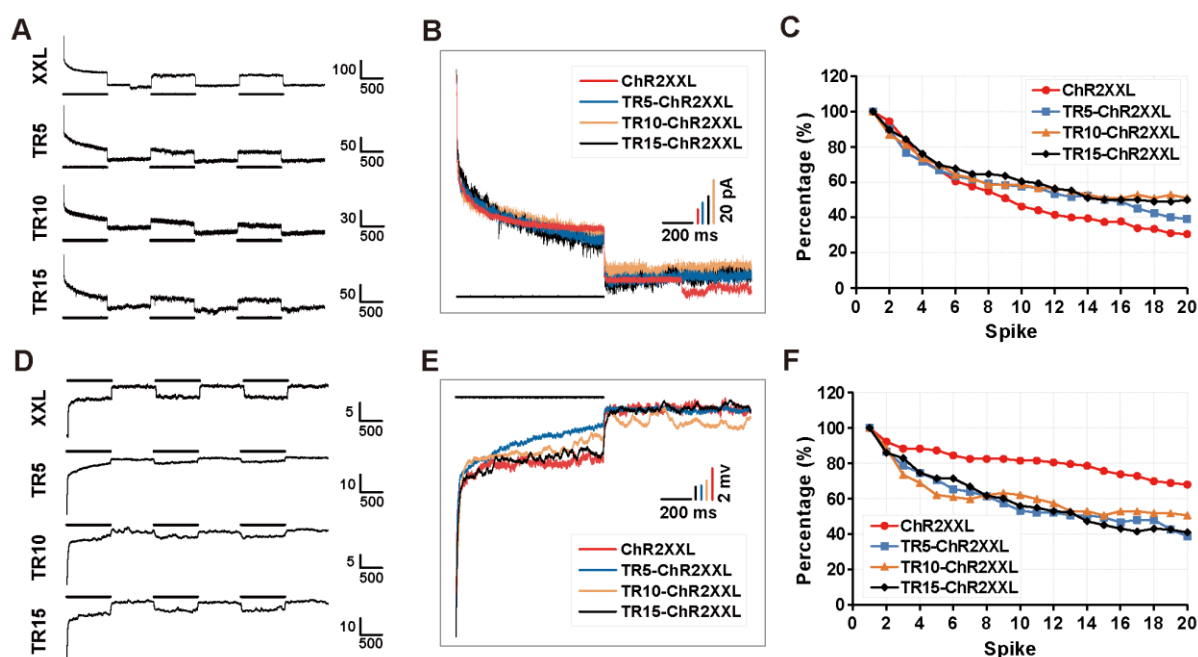 A
XXL
100
500
TR5
50
500
TR10
30
500
TR15
50
500
B
ChR2XXL
TR5-ChR2XXL
TR10-ChR2XXL
TR15-ChR2XXL
20 pA
200 ms
C
Percentage (%)
120
100
80
60
40
20
0
0 2 4 6 8 10 12 14 16 18 20
Spike
ChR2XXL
TR5-ChR2XXL
TR10-ChR2XXL
TR15-ChR2XXL
D
XXL
5
500
TR5
10
500
TR10
5
500
TR15
10
500
E
2 mv
200 ms
ChR2XXL
TR5-ChR2XXL
TR10-ChR2XXL
TR15-ChR2XXL
F
Percentage (%)
120
100
80
60
40
20
0
ChR2XXL
TR5-ChR2XXL
TR10-ChR2XXL
TR15-ChR2XXL
0 2 4 6 8 10 12 14 16 18 20
Spike